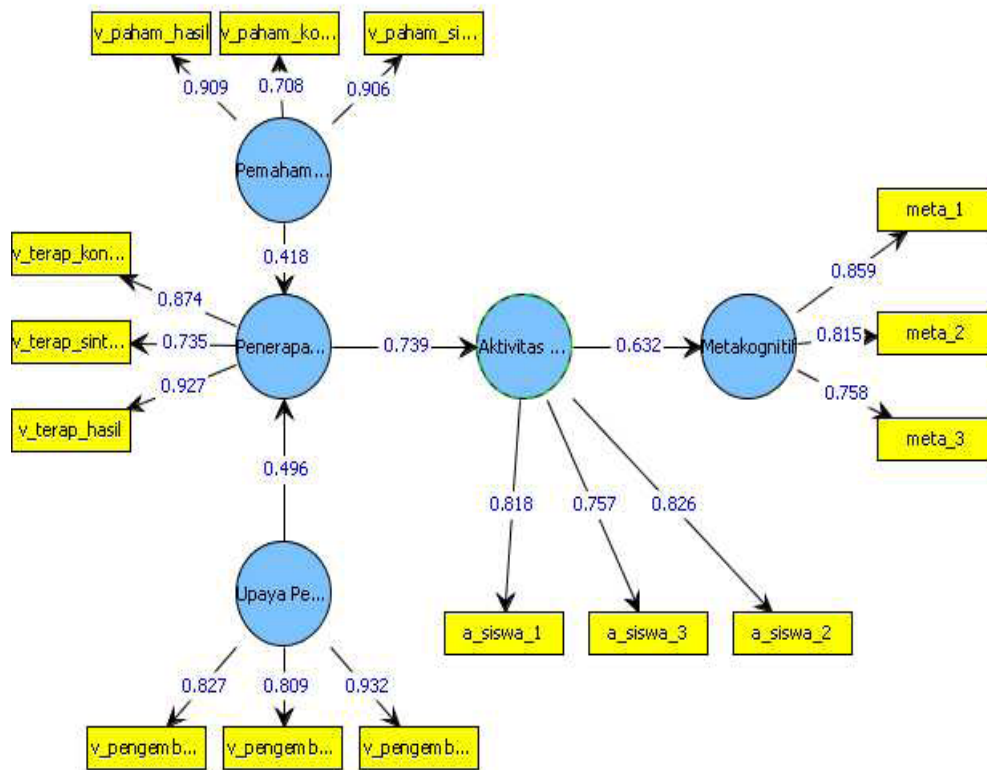 v_paham_hasil
v_paham_ko...
v_paham_si...
0.909
0.708
0.906
Pemaham...
0.418
v_terap_kon...
v_terap_sint...
v_terap_hasil
0.874
0.735
0.927
Penerapa...
0.739
Aktivitas ...
0.632
Metakognitif
0.859
0.815
0.758
meta_1
meta_2
meta_3
0.496
0.818
0.757
0.826
a_siswa_1
a_siswa_3
a_siswa_2
Upaya Pe...
0.827
0.809
0.932
v_pengemb...
v_pengemb...
v_pengemb...